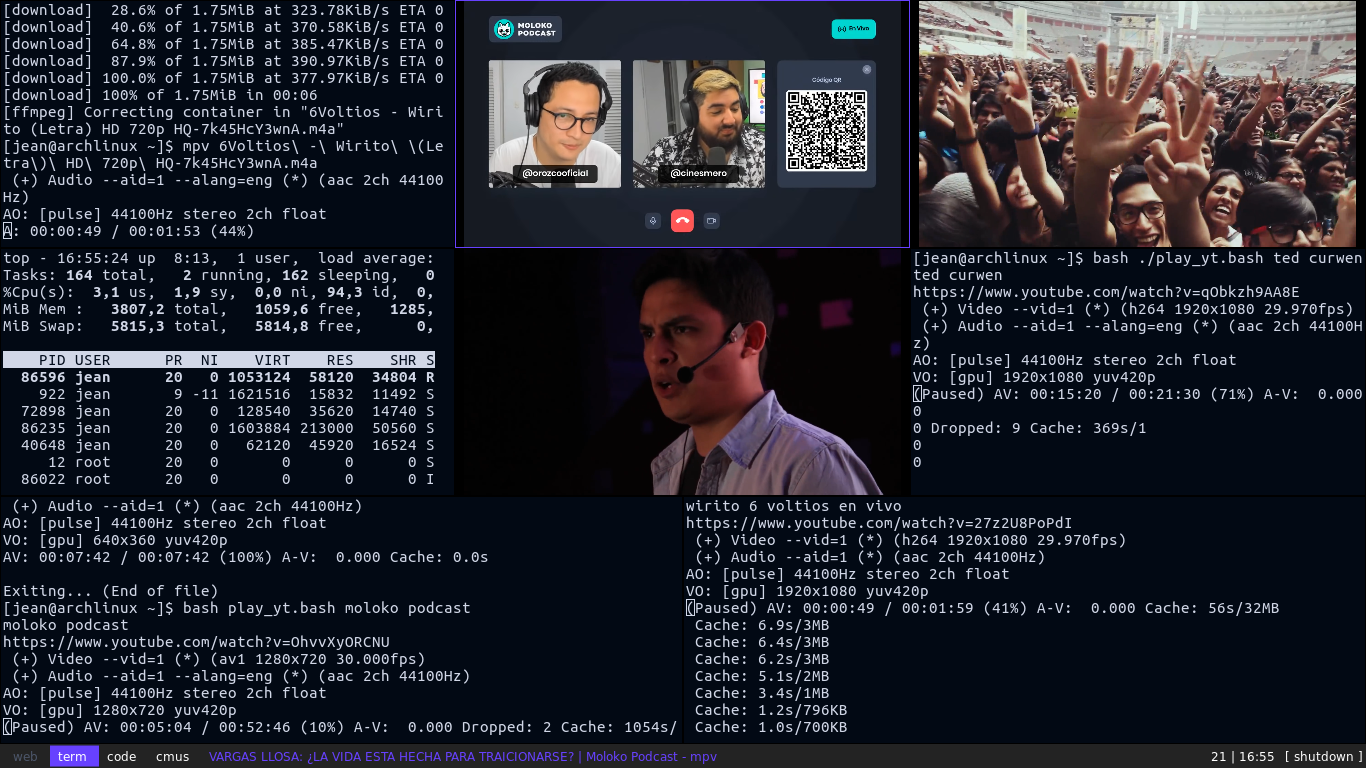 [download]  28.6% of 1.75MiB at 323.78KiB/s ETA 0
[download]  40.6% of 1.75MiB at 370.58KiB/s ETA 0
[download]  64.8% of 1.75MiB at 385.47KiB/s ETA 0
[download]  87.9% of 1.75MiB at 390.97KiB/s ETA 0
[download] 100.0% of 1.75MiB at 377.97KiB/s ETA 0
[download] 100% of 1.75MiB in 00:06
[ffmpeg] Correcting container in "6Voltios - Wiri
to (Letra) HD 720p HQ-7k45HcY3wnA.m4a"
[jean@archlinux ~]$ mpv 6Voltios\ -\ Wirito\ \(Le
tra\)\ HD\ 720p\ HQ-7k45HcY3wnA.m4a
 (+) Audio --aid=1 --alang=eng (*) (aac 2ch 44100
Hz)
AO: [pulse] 44100Hz stereo 2ch float
A: 00:00:49 / 00:01:53 (44%)
MOLOKO
PODCAST
En Vivo
Código QR
@orozcooficial
@cinesmero
top - 16:55:24 up  8:13,  1 user,  load average:
Tasks: 164 total,   2 running, 162 sleeping,   0
%Cpu(s):  3,1 us,  1,9 sy,  0,0 ni, 94,3 id,  0,
MiB Mem :   3807,2 total,   1059,6 free,   1285,
MiB Swap:   5815,3 total,   5814,8 free,      0,
PID USER      PR  NI    VIRT    RES    SHR S
86596 jean      20   0 1053124  58120  34804 R
922 jean       9 -11 1621516  15832  11492 S
72898 jean      20   0  128540  35620  14740 S
86235 jean      20   0 1603884 213000  50560 S
40648 jean      20   0   62120  45920  16524 S
12 root      20   0       0      0      0 S
86022 root      20   0       0      0      0 I
[jean@archlinux ~]$ bash ./play_yt.bash ted curwen
ted curwen
https://www.youtube.com/watch?v=qObkzh9AA8E
 (+) Video --vid=1 (*) (h264 1920x1080 29.970fps)
 (+) Audio --aid=1 --alang=eng (*) (aac 2ch 44100H
z)
AO: [pulse] 44100Hz stereo 2ch float
VO: [gpu] 1920x1080 yuv420p
(Paused) AV: 00:15:20 / 00:21:30 (71%) A-V:  0.000
0
0 Dropped: 9 Cache: 369s/1
0
0
 (+) Audio --aid=1 (*) (aac 2ch 44100Hz)
AO: [pulse] 44100Hz stereo 2ch float
VO: [gpu] 640x360 yuv420p
AV: 00:07:42 / 00:07:42 (100%) A-V:  0.000 Cache: 0.0s
Exiting... (End of file)
[jean@archlinux ~]$ bash play_yt.bash moloko podcast
moloko podcast
https://www.youtube.com/watch?v=OhvvXyORCNU
 (+) Video --vid=1 (*) (av1 1280x720 30.000fps)
 (+) Audio --aid=1 --alang=eng (*) (aac 2ch 44100Hz)
AO: [pulse] 44100Hz stereo 2ch float
VO: [gpu] 1280x720 yuv420p
(Paused) AV: 00:05:04 / 00:52:46 (10%) A-V:  0.000 Dropped: 2 Cache: 1054s/
wirito 6 voltios en vivo
https://www.youtube.com/watch?v=27z2U8PoPdI
 (+) Video --vid=1 (*) (h264 1920x1080 29.970fps)
 (+) Audio --aid=1 (*) (aac 2ch 44100Hz)
AO: [pulse] 44100Hz stereo 2ch float
VO: [gpu] 1920x1080 yuv420p
(Paused) AV: 00:00:49 / 00:01:59 (41%) A-V:  0.000 Cache: 56s/32MB
 Cache: 6.9s/3MB
 Cache: 6.4s/3MB
 Cache: 6.2s/3MB
 Cache: 5.1s/2MB
 Cache: 3.4s/1MB
 Cache: 1.2s/796KB
 Cache: 1.0s/700KB
web term code cmus VARGAS LLOSA: ¿LA VIDA ESTA HECHA PARA TRAICIONARSE? | Moloko Podcast - mpv 21 | 16:55 [ shutdown ]